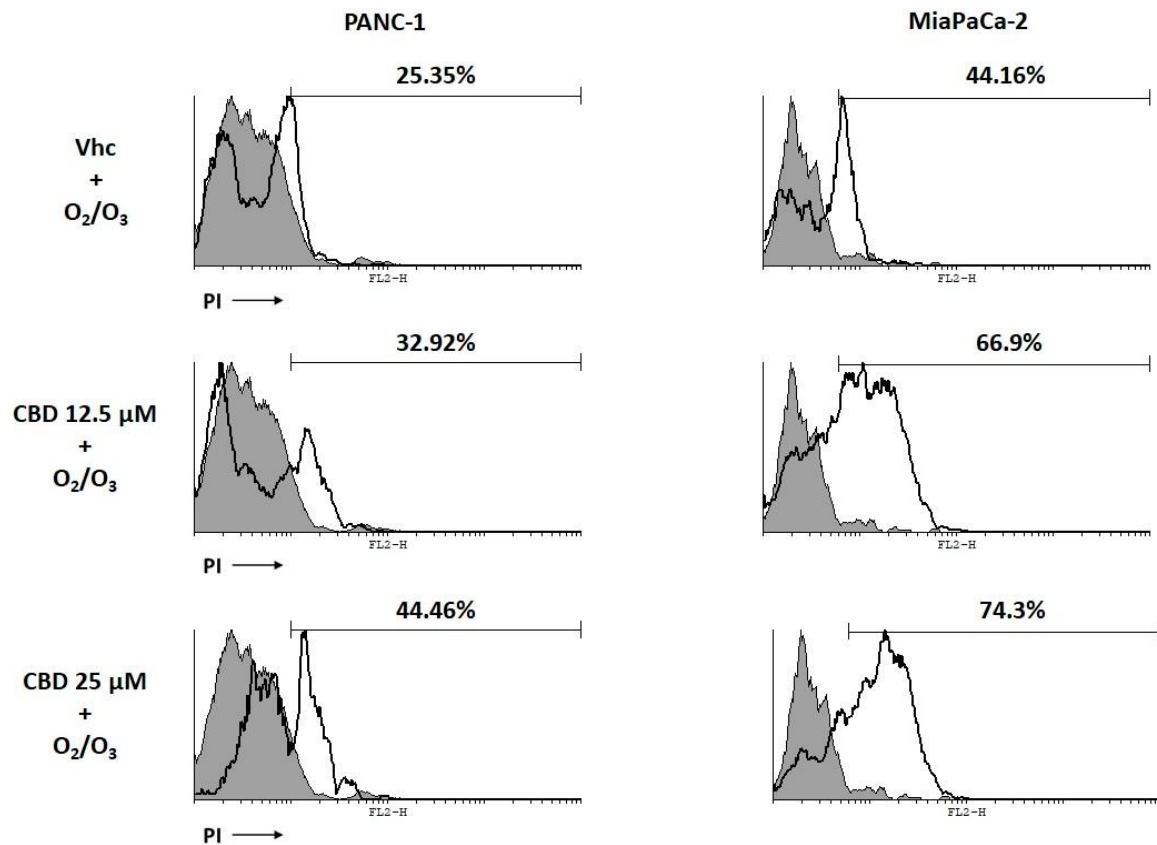 PANC-1
MiaPaCa-2
Vhc
+
O₂/O₃
25.35%
FL2-H
PI
44.16%
FL2-H
CBD 12.5 µM
+
O₂/O₃
32.92%
FL2-H
PI
66.9%
FL2-H
CBD 25 µM
+
O₂/O₃
44.46%
FL2-H
PI
74.3%
FL2-H